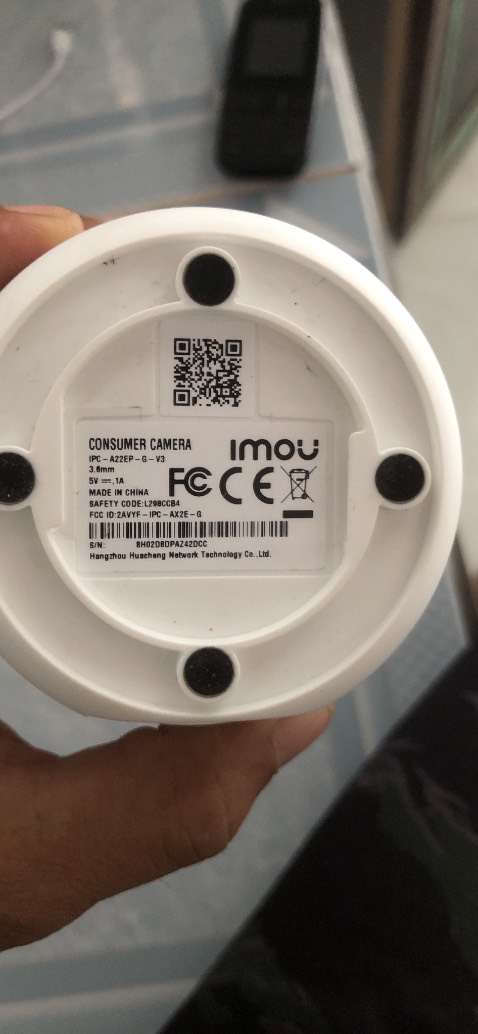 CONSUMER CAMERA
imou
IPC-A22EP-G-V3
3.6mm
5V⎓,1A
MADE IN CHINA
FC CE
SAFETY CODE:L298CCB4
FCC ID:2AVYF-IPC-AX2E-G
S/N: 8H02D8DPAZ42DCC
Hangzhou Huacheng Network Technology Co.,Ltd.